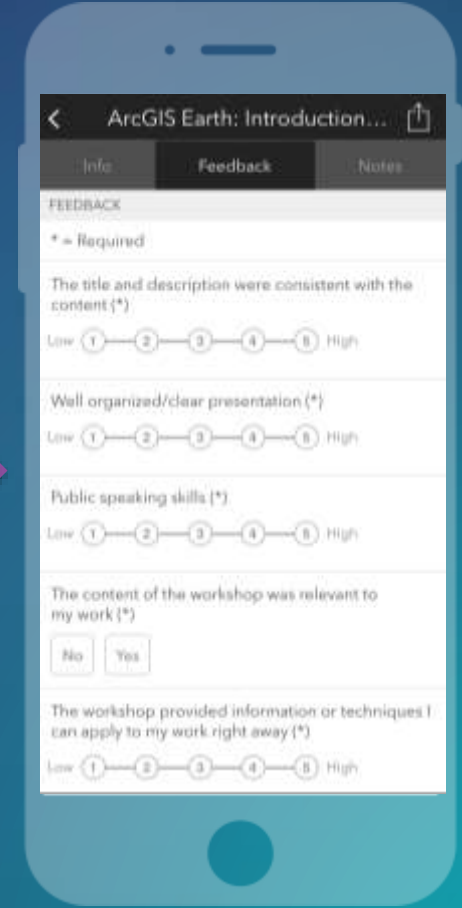 ArcGIS Earth: Introduction...
Info Feedback Notes
FEEDBACK
* = Required
The title and description were consistent with the
content (*)
Low 1 2 3 4 5 High
Well organized/clear presentation (*)
Low 1 2 3 4 5 High
Public speaking skills (*)
Low 1 2 3 4 5 High
The content of the workshop was relevant to
my work (*)
No Yes
The workshop provided information or techniques I
can apply to my work right away (*)
Low 1 2 3 4 5 High